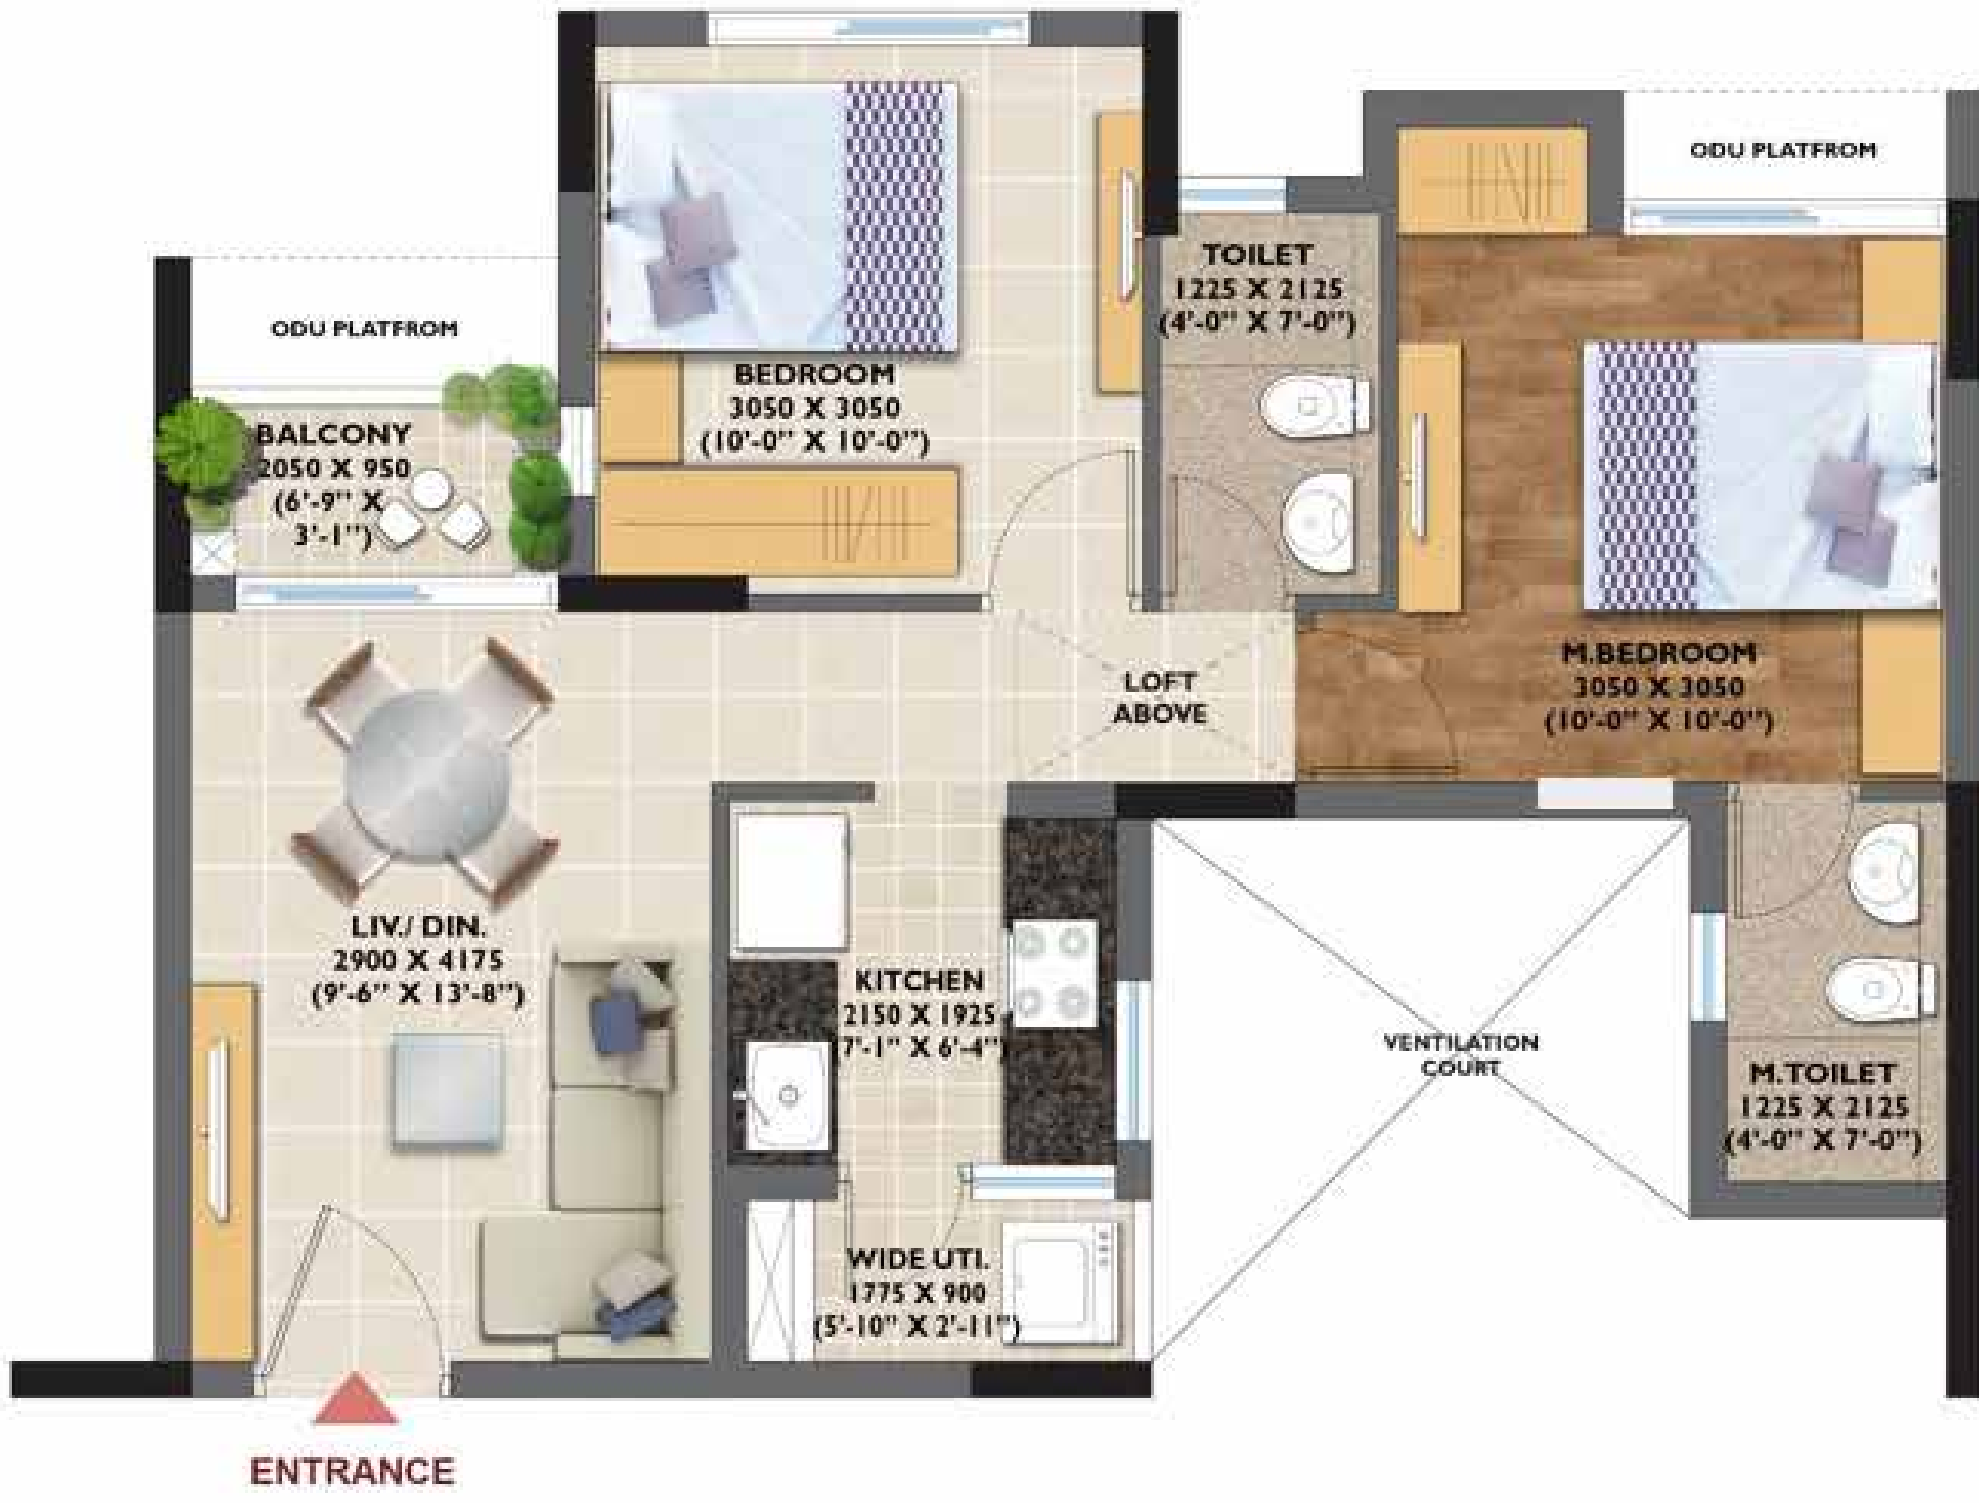 ODU PLATFROM
TOILET
1225 X 2125
(4'-0" X 7'-0")
ODU PLATFROM
BEDROOM
3050 X 3050
(10'-0" X 10'-0")
BALCONY
2050 X 950
(6'-9" X
3'-1")
M.BEDROOM
3050 X 3050
(10'-0" X 10'-0")
LOFT
ABOVE
LIV./ DIN.
2900 X 4175
(9'-6" X 13'-8")
KITCHEN
2150 X 1925
(7'-1" X 6'-4")
VENTILATION
COURT
M.TOILET
1225 X 2125
(4'-0" X 7'-0")
WIDE UTI.
1775 X 900
(5'-10" X 2'-11")
ENTRANCE